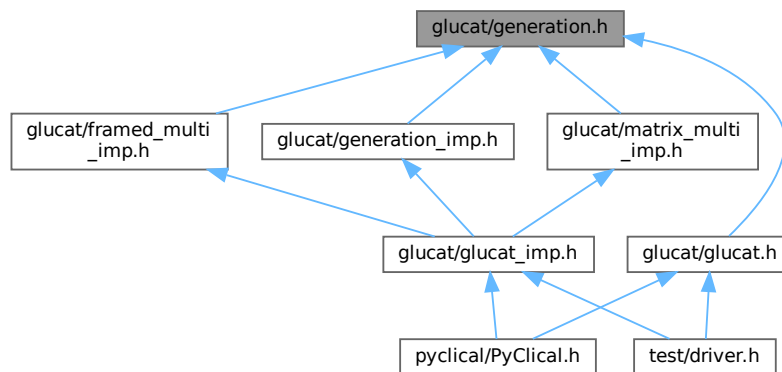 glucat/generation.h
glucat/framed_multi
_imp.h
glucat/generation_imp.h
glucat/matrix_multi
_imp.h
glucat/glucat_imp.h
glucat/glucat.h
pyclical/PyClical.h
test/driver.h